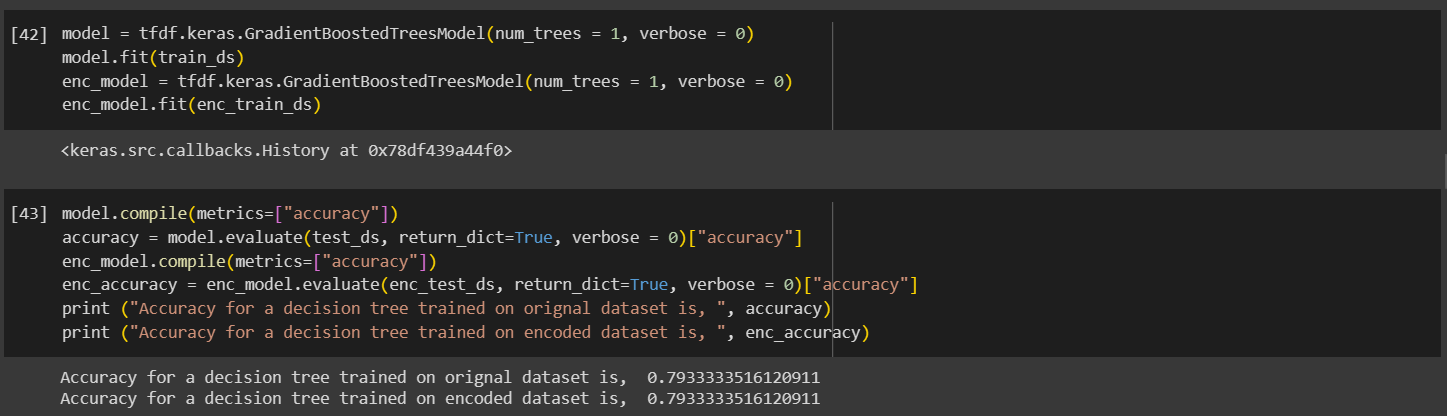 [42] model = tfdf.keras.GradientBoostedTreesModel(num_trees = 1, verbose = 0)
model.fit(train_ds)
enc_model = tfdf.keras.GradientBoostedTreesModel(num_trees = 1, verbose = 0)
enc_model.fit(enc_train_ds)
<keras.src.callbacks.History at 0x78df439a44f0>
[43] model.compile(metrics=["accuracy"])
accuracy = model.evaluate(test_ds, return_dict=True, verbose = 0)["accuracy"]
enc_model.compile(metrics=["accuracy"])
enc_accuracy = enc_model.evaluate(enc_test_ds, return_dict=True, verbose = 0)["accuracy"]
print ("Accuracy for a decision tree trained on orignal dataset is, ", accuracy)
print ("Accuracy for a decision tree trained on encoded dataset is, ", enc_accuracy)
Accuracy for a decision tree trained on orignal dataset is,  0.7933333516120911
Accuracy for a decision tree trained on encoded dataset is,  0.7933333516120911